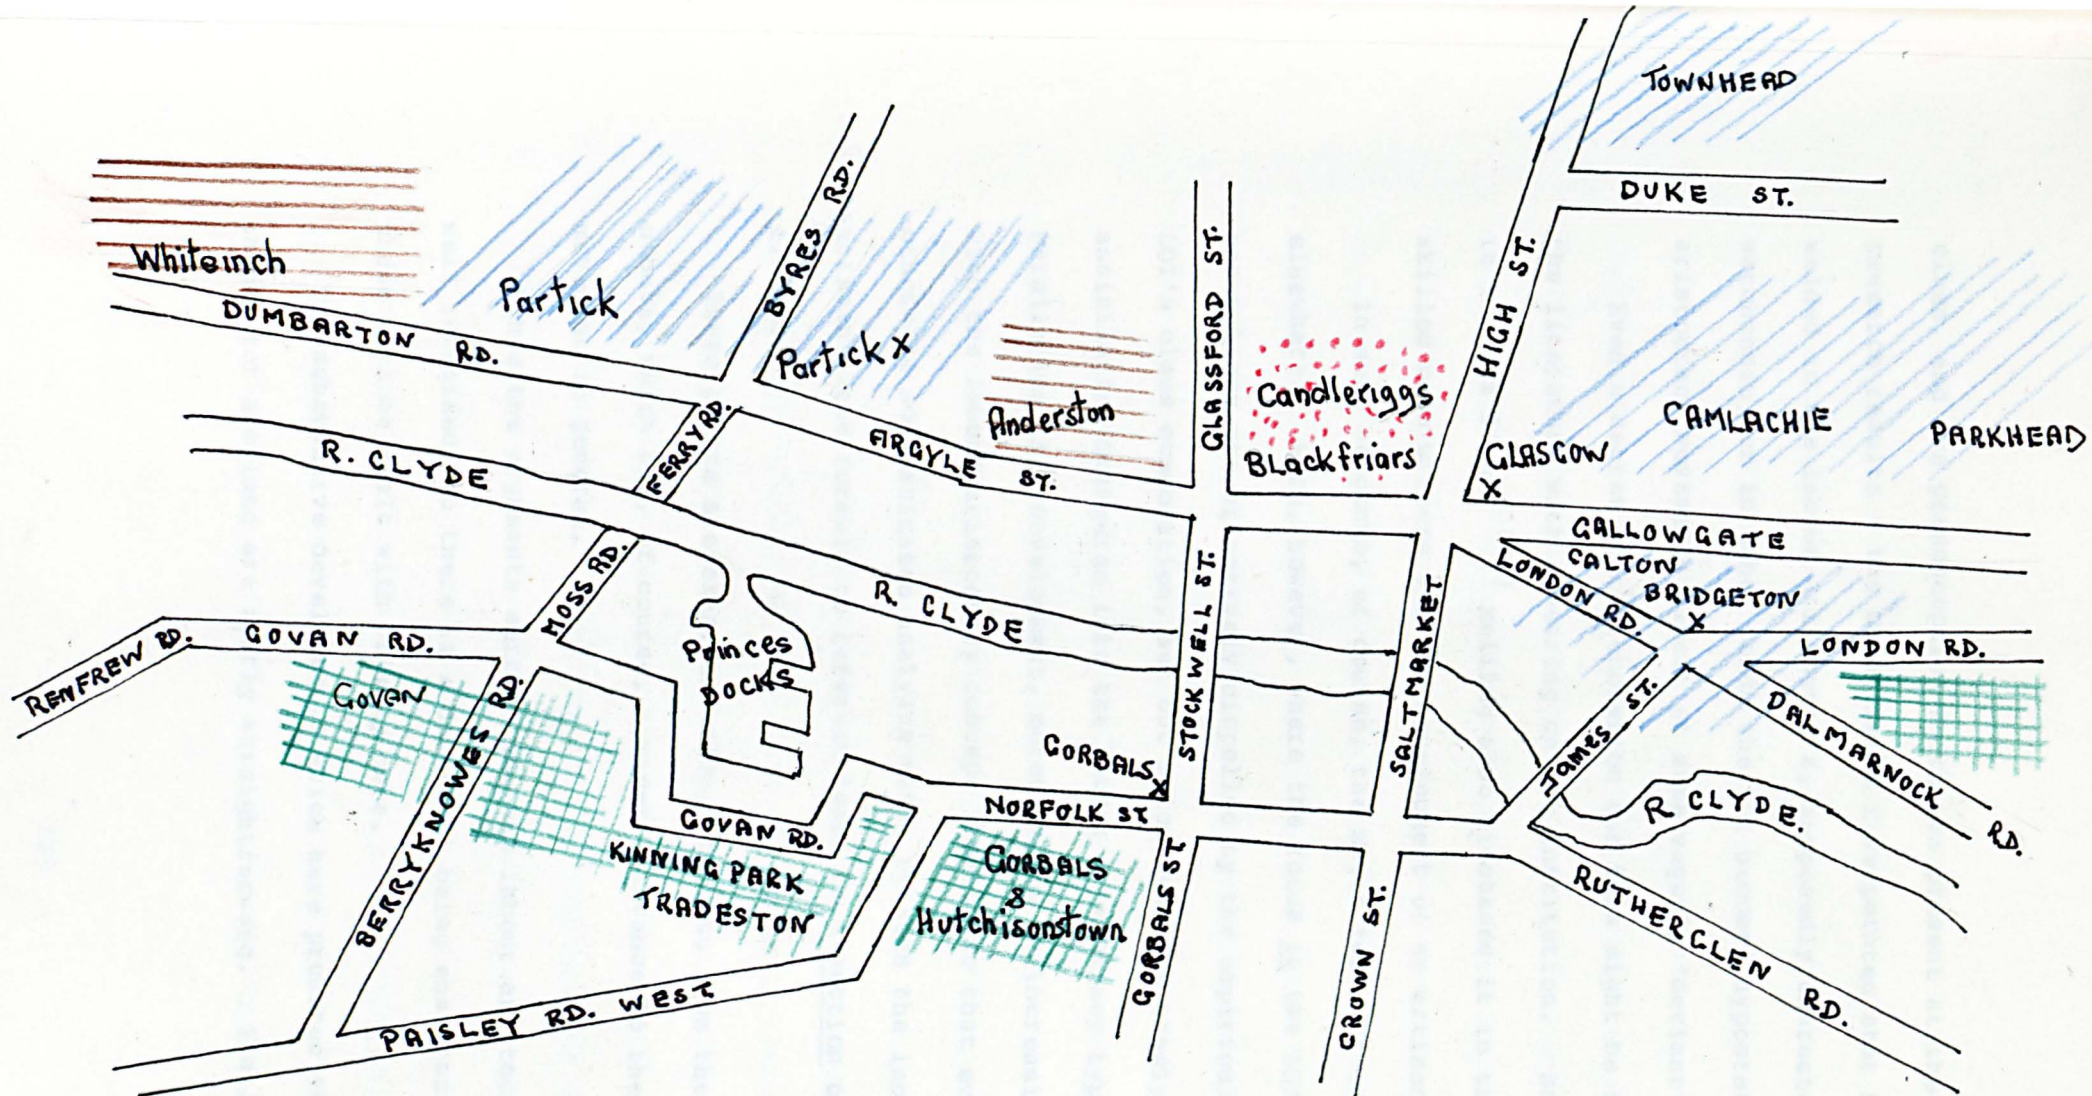 TOWNHEAD
DUKE ST.
Whiteinch
Partick
BYRES RD.
DUMBARTON RD.
Partick X
Anderston
GLASSFORD ST.
Candleriggs
Blackfriars
HIGH ST.
GLASGOW
X
CAMLACHIE
PARKHEAD
R. CLYDE
FERRY RD.
ARGYLE ST.
GALLOWGATE
CALTON
BRIDGETON
X
LONDON RD.
LONDON RD.
MOSS RD.
R. CLYDE
STOCKWELL ST.
SALTMARKET
RENFREW RD.
GOVAN RD.
GOVAN
Princes
DOCKS
James ST.
DALMARNOCK RD.
GORBALS
X
BERRYKNOWES RD.
GOVAN RD.
NORFOLK ST
R CLYDE.
KINNING PARK
TRADESTON
GORBALS
&
Hutchisonstown
GORBALS ST
CROWN ST.
RUTHERGLEN RD.
PAISLEY RD. WEST